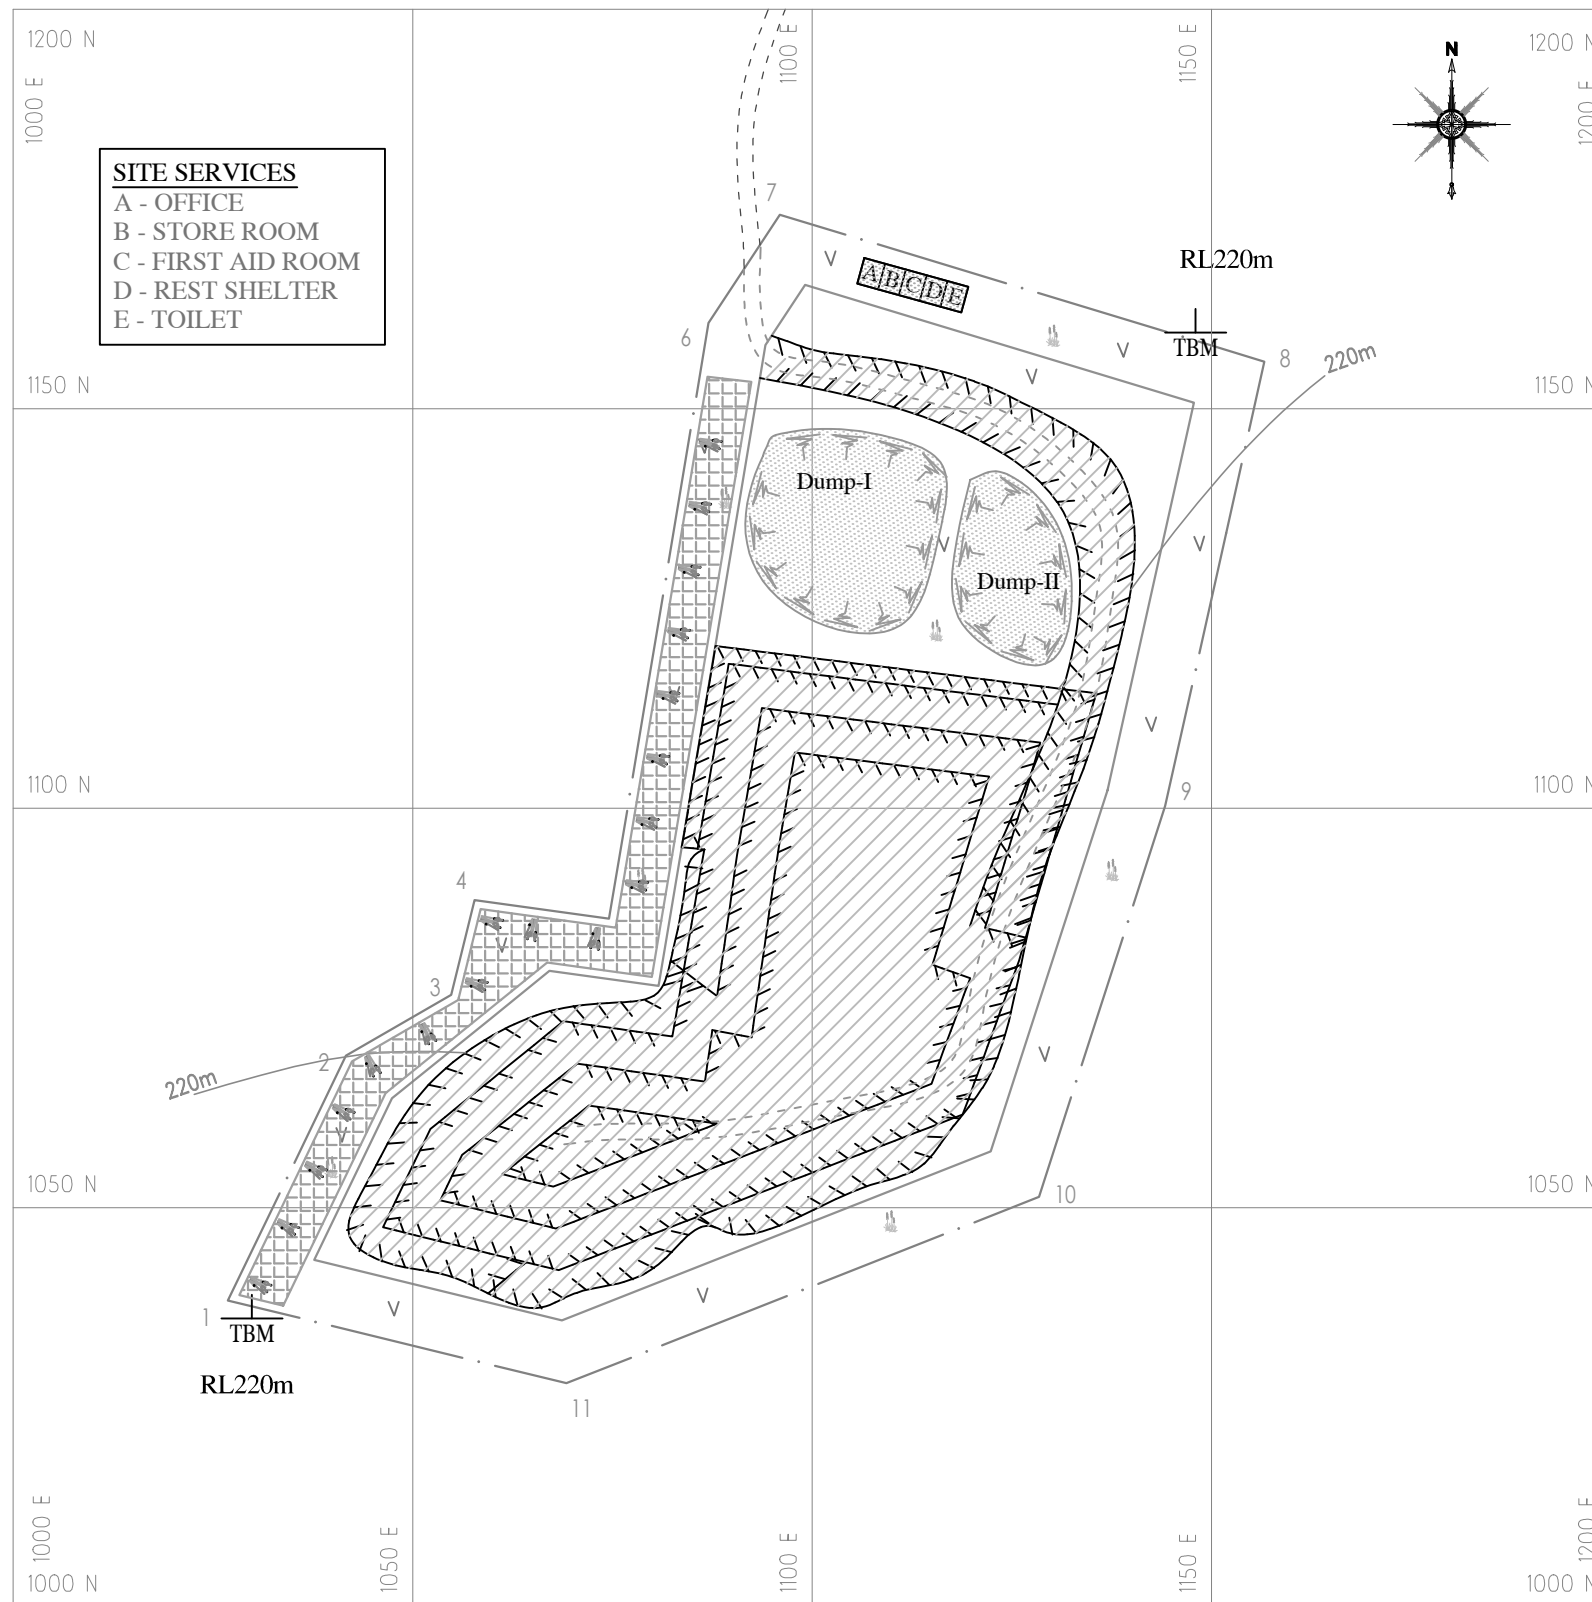 1200 N
1000 E
1100 E
1150 E
1200 N
1200 E
N
SITE SERVICES
A - OFFICE
B - STORE ROOM
C - FIRST AID ROOM
D - REST SHELTER
E - TOILET
7
A B C D E
RL220m
TBM
6
8
220m
1150 N
1150 N
Dump-I
Dump-II
1100 N
1100 N
9
4
3
2
220m
1050 N
1050 N
10
1
TBM
RL220m
11
1000 E
1050 E
1100 E
1150 E
1200 E
1000 N
1000 N